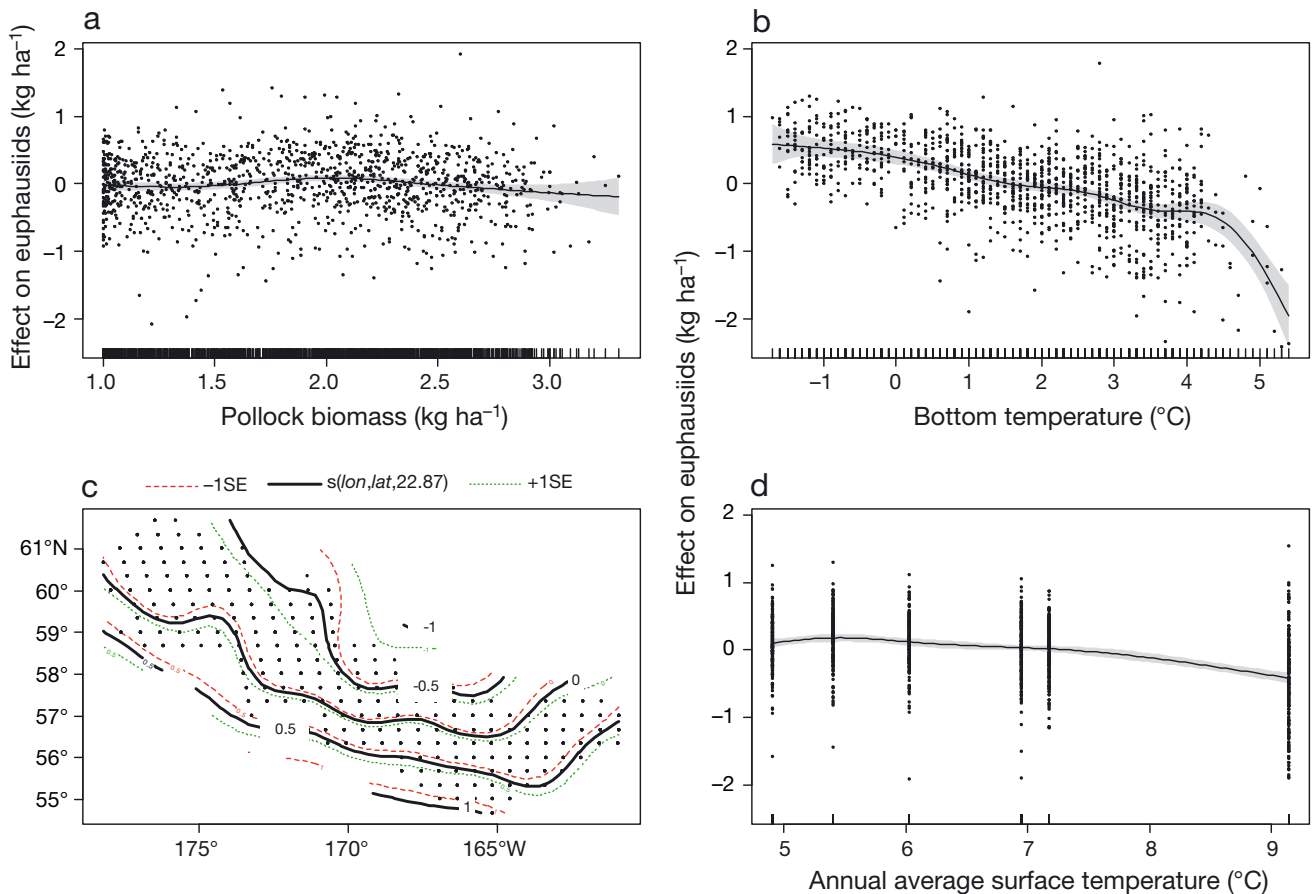 a
Effect on euphausiids (kg ha–1)
2
1
0
–1
–2
1.0 1.5 2.0 2.5 3.0
Pollock biomass (kg ha–1)
b
Effect on euphausiids (kg ha–1)
2
1
0
–1
–2
–1 0 1 2 3 4 5
Bottom temperature (°C)
c
–1SE s(lon,lat,22.87) +1SE
61°N
60°
59°
58°
57°
56°
55°
-1
-0.5
0
0.5
1
175° 170° 165°W
d
2
1
0
–1
–2
5 6 7 8 9
Annual average surface temperature (°C)